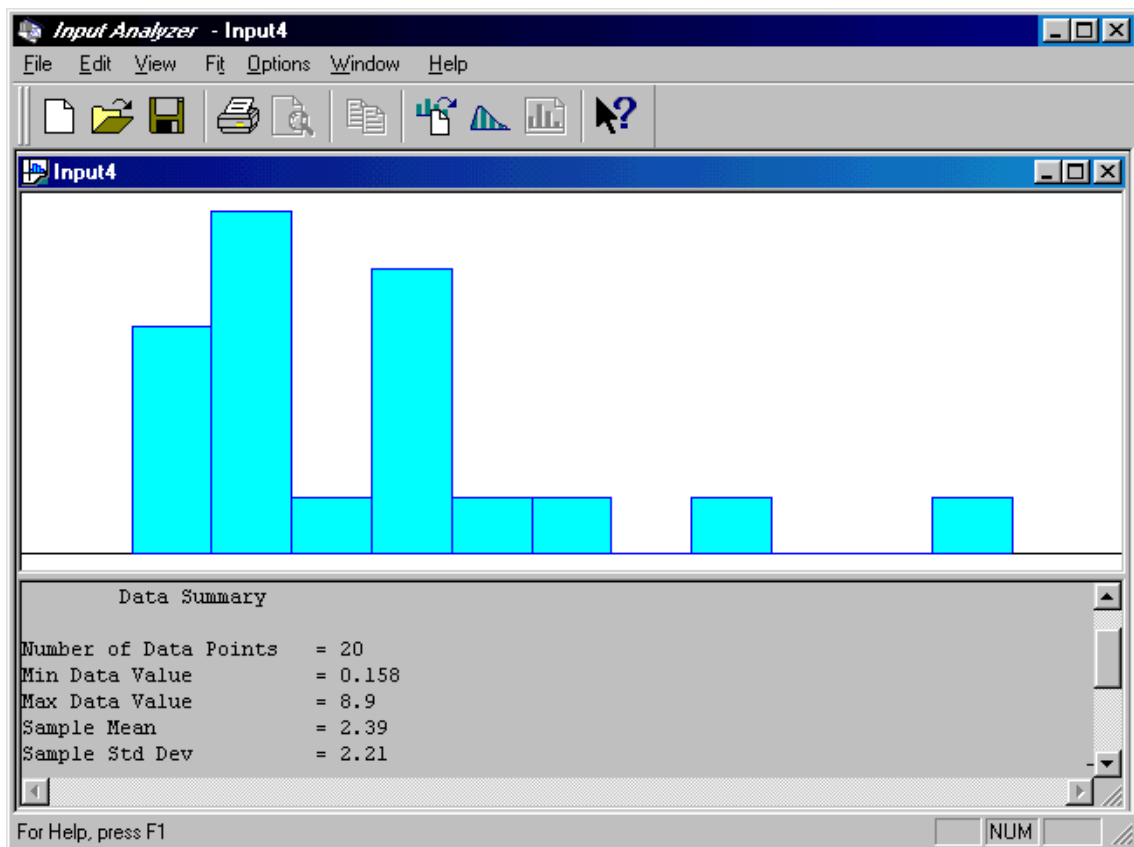 Input Analyzer - Input4
File Edit View Fit Options Window Help
Input4
Data Summary
Number of Data Points = 20
Min Data Value = 0.158
Max Data Value = 8.9
Sample Mean = 2.39
Sample Std Dev = 2.21
For Help, press F1 NUM